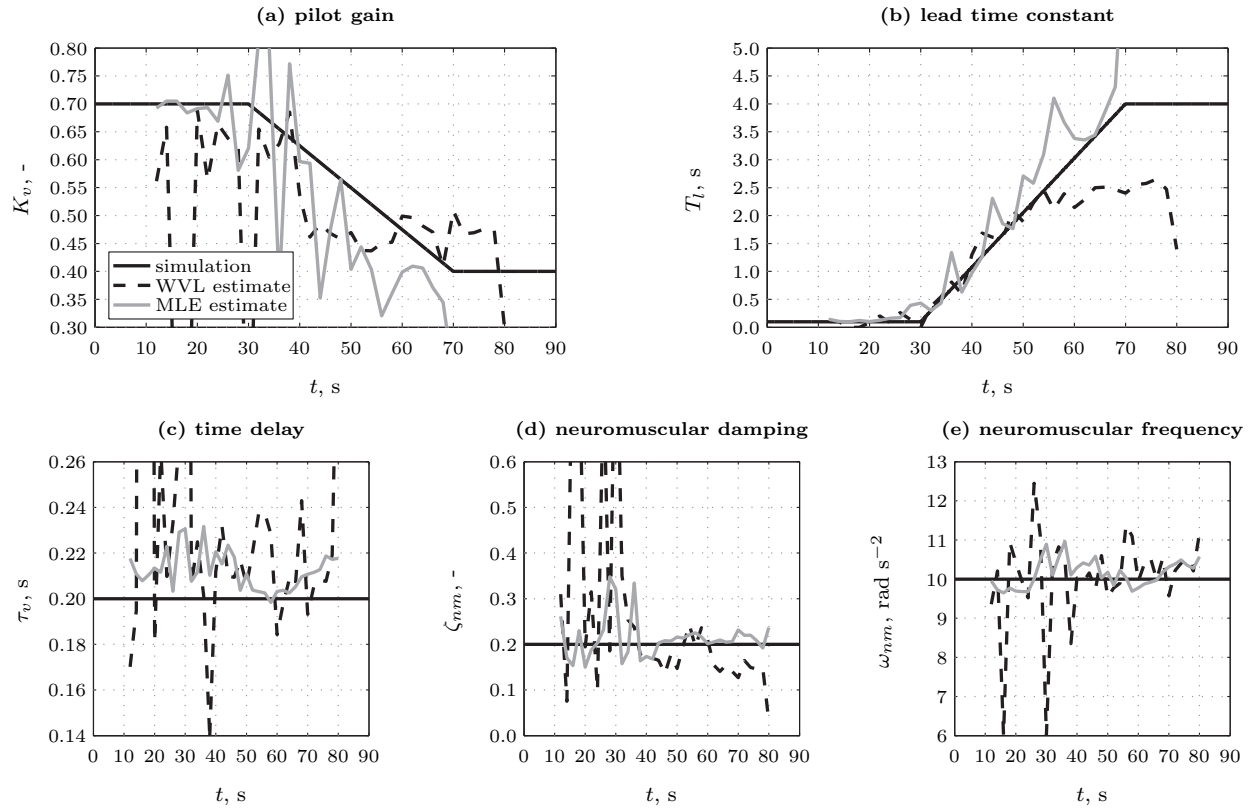 (a) pilot gain
0.80
0.75
0.70
0.65
0.60
0.55
0.50
0.45
0.40
0.35
0.30
K_v, -
simulation
WVL estimate
MLE estimate
0 10 20 30 40 50 60 70 80 90
t, s
(b) lead time constant
5.0
4.5
4.0
3.5
3.0
2.5
2.0
1.5
1.0
0.5
0.0
T_l, s
0 10 20 30 40 50 60 70 80 90
t, s
(c) time delay
0.26
0.24
0.22
0.20
0.18
0.16
0.14
τ_v, s
0 10 20 30 40 50 60 70 80 90
t, s
(d) neuromuscular damping
0.6
0.5
0.4
0.3
0.2
0.1
0.0
ζ_nm, -
0 10 20 30 40 50 60 70 80 90
t, s
(e) neuromuscular frequency
13
12
11
10
9
8
7
6
ω_nm, rad s⁻²
0 10 20 30 40 50 60 70 80 90
t, s